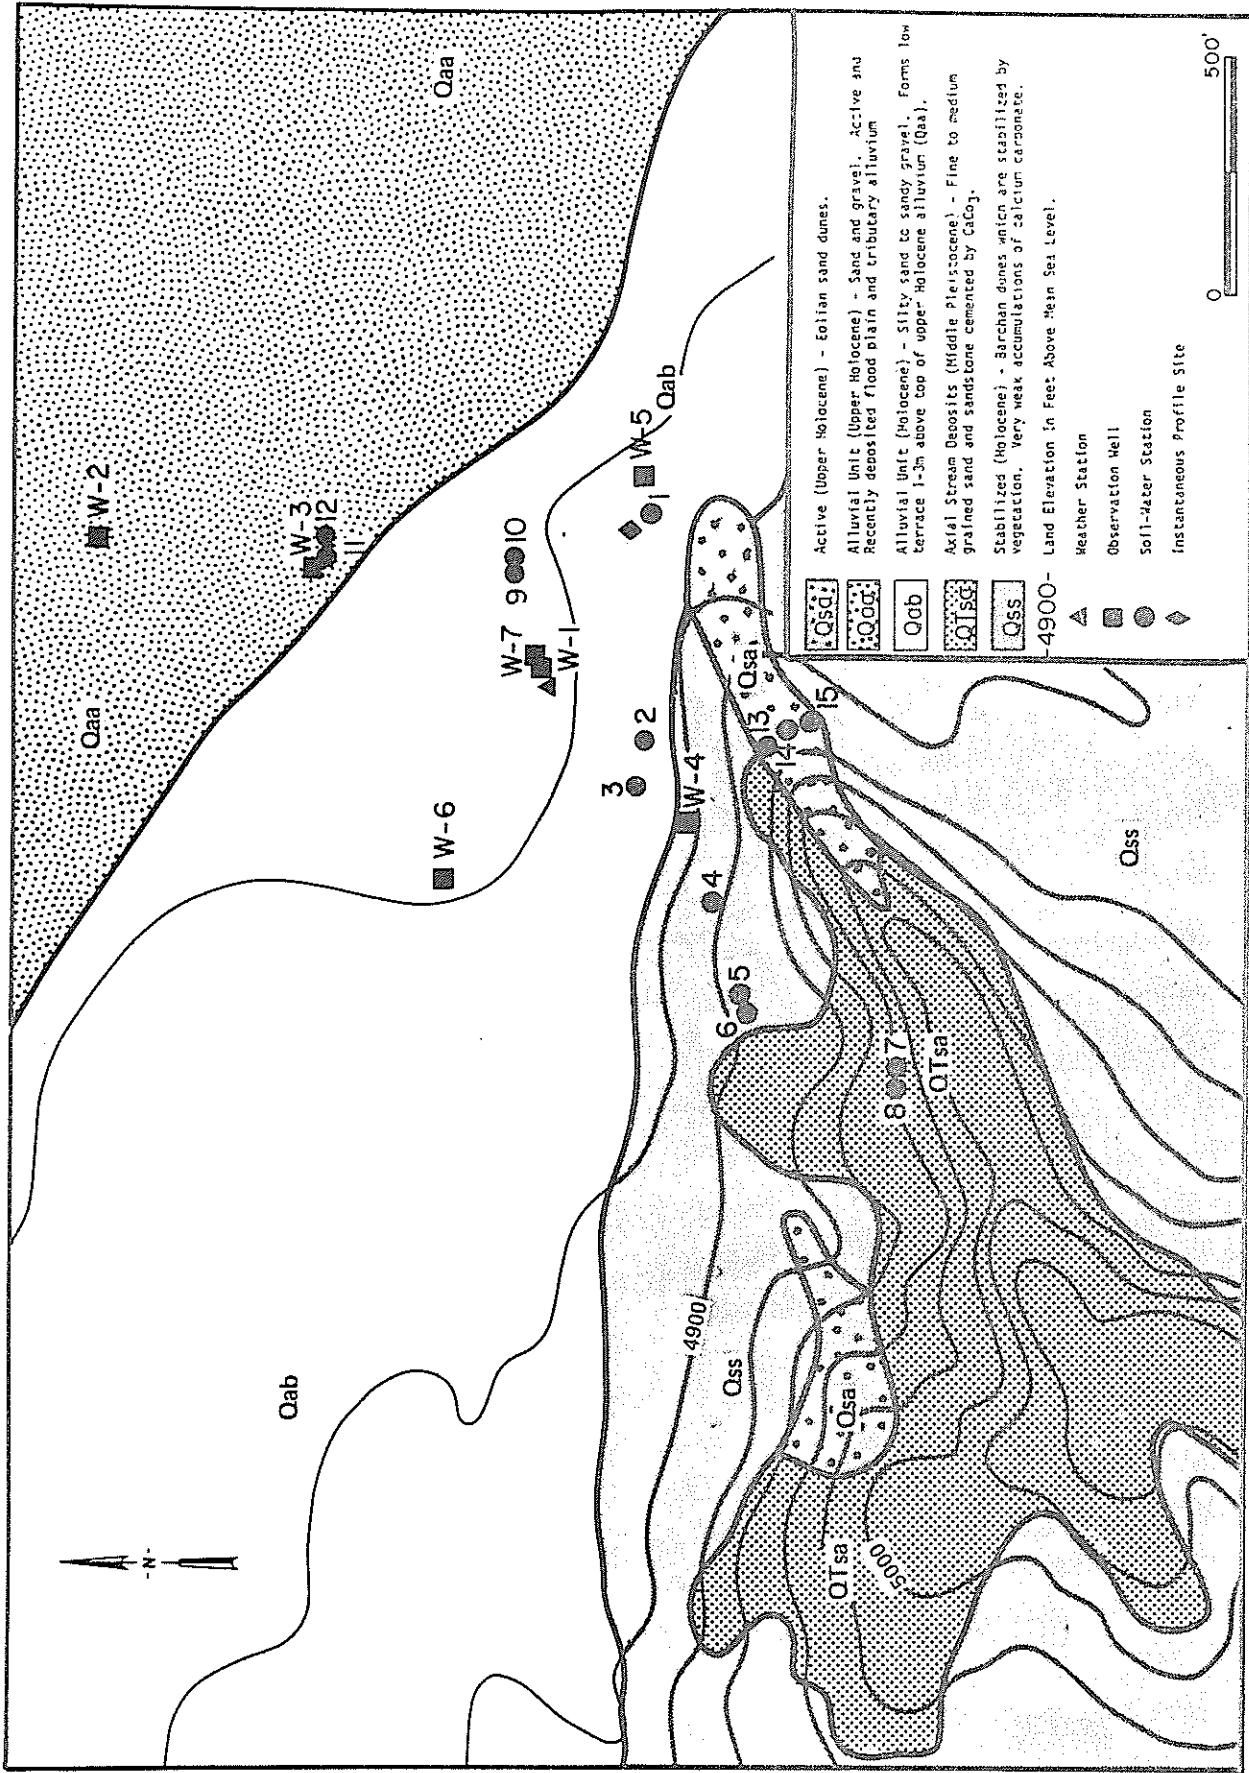 Qaa
Qaa
W-2
W-3
12
11
W-6
9
10
W-7
W-1
Qab
3
2
W-5
1
Qab
-N-
W-4
4
5
6
13
14
15
Qsa
8
7
QTsa
4900
Qss
Qsa
QTsa
5000
Qss
Qsa
Active (Upper Holocene) - Eolian sand dunes.
Qaa
Alluvial Unit (Upper Holocene) - Sand and gravel. Active and
Recently deposited flood plain and tributary alluvium
Qab
Alluvial Unit (Holocene) - Silty sand to sandy gravel. Forms low
terrace 1-3m above top of upper Holocene alluvium (Qaa).
QTsa
Axial Stream Deposits (Middle Pleistocene) - Fine to medium
grained sand and sandstone cemented by CaCo3.
Qss
Stabilized (Holocene) - Barchan dunes which are stabilized by
vegetation. Very weak accumulations of calcium carbonate.
-4900-
Land Elevation In Feet Above Mean Sea Level.
Weather Station
Observation Well
Soil-Water Station
Instantaneous Profile Site
0
500'